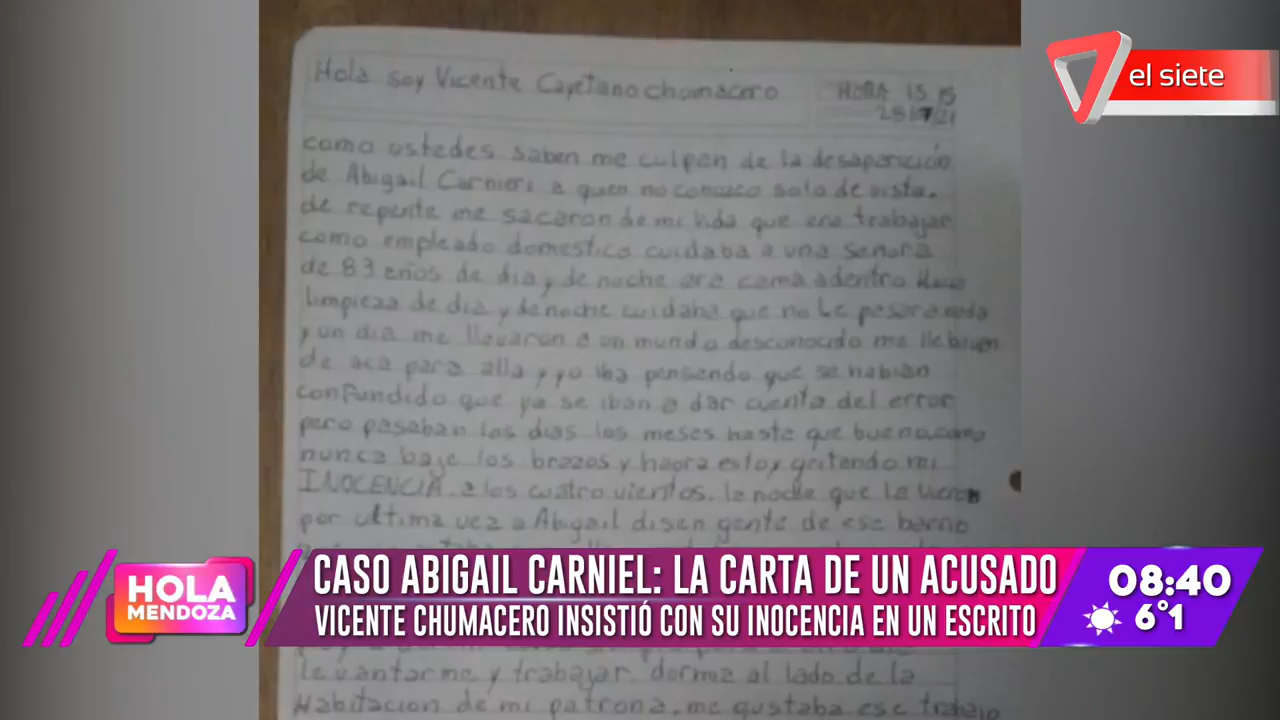 Hola soy Vicente Cayetano chumacero
HORA 15 15
28/7/21
el siete
como ustedes saben me culpan de la desaparición
de Abigail Carnieri a quien no conozco solo de vista.
de repente me sacaron de mi vida que era trabajar
como empleado domestico cuidaba a una señora
de 83 años de dia y de noche era cama adentro Hacia
limpieza de dia y de noche cuidaba que no le pasara nada
y un dia me llevaron a un mundo desconocido me
de aca para alla y yo iba pensando que se habian
confundido que ya se iban a dar cuenta del error
pero pasaban los dias los meses hasta que bueno, como
nunca baje los brazos y haora estoy gritando mi
INOCENCIA a los cuatro vientos. la noche que la vieron
por ultima vez a Abigail disen gente de ese barrio
HOLA
MENDOZA
CASO ABIGAIL CARNIEL: LA CARTA DE UN ACUSADO
VICENTE CHUMACERO INSISTIÓ CON SU INOCENCIA EN UN ESCRITO
08:40
6°1
levantarme y trabajar. dormia al lado de la
Habitacion de mi patrona. me gustaba ese trabajo